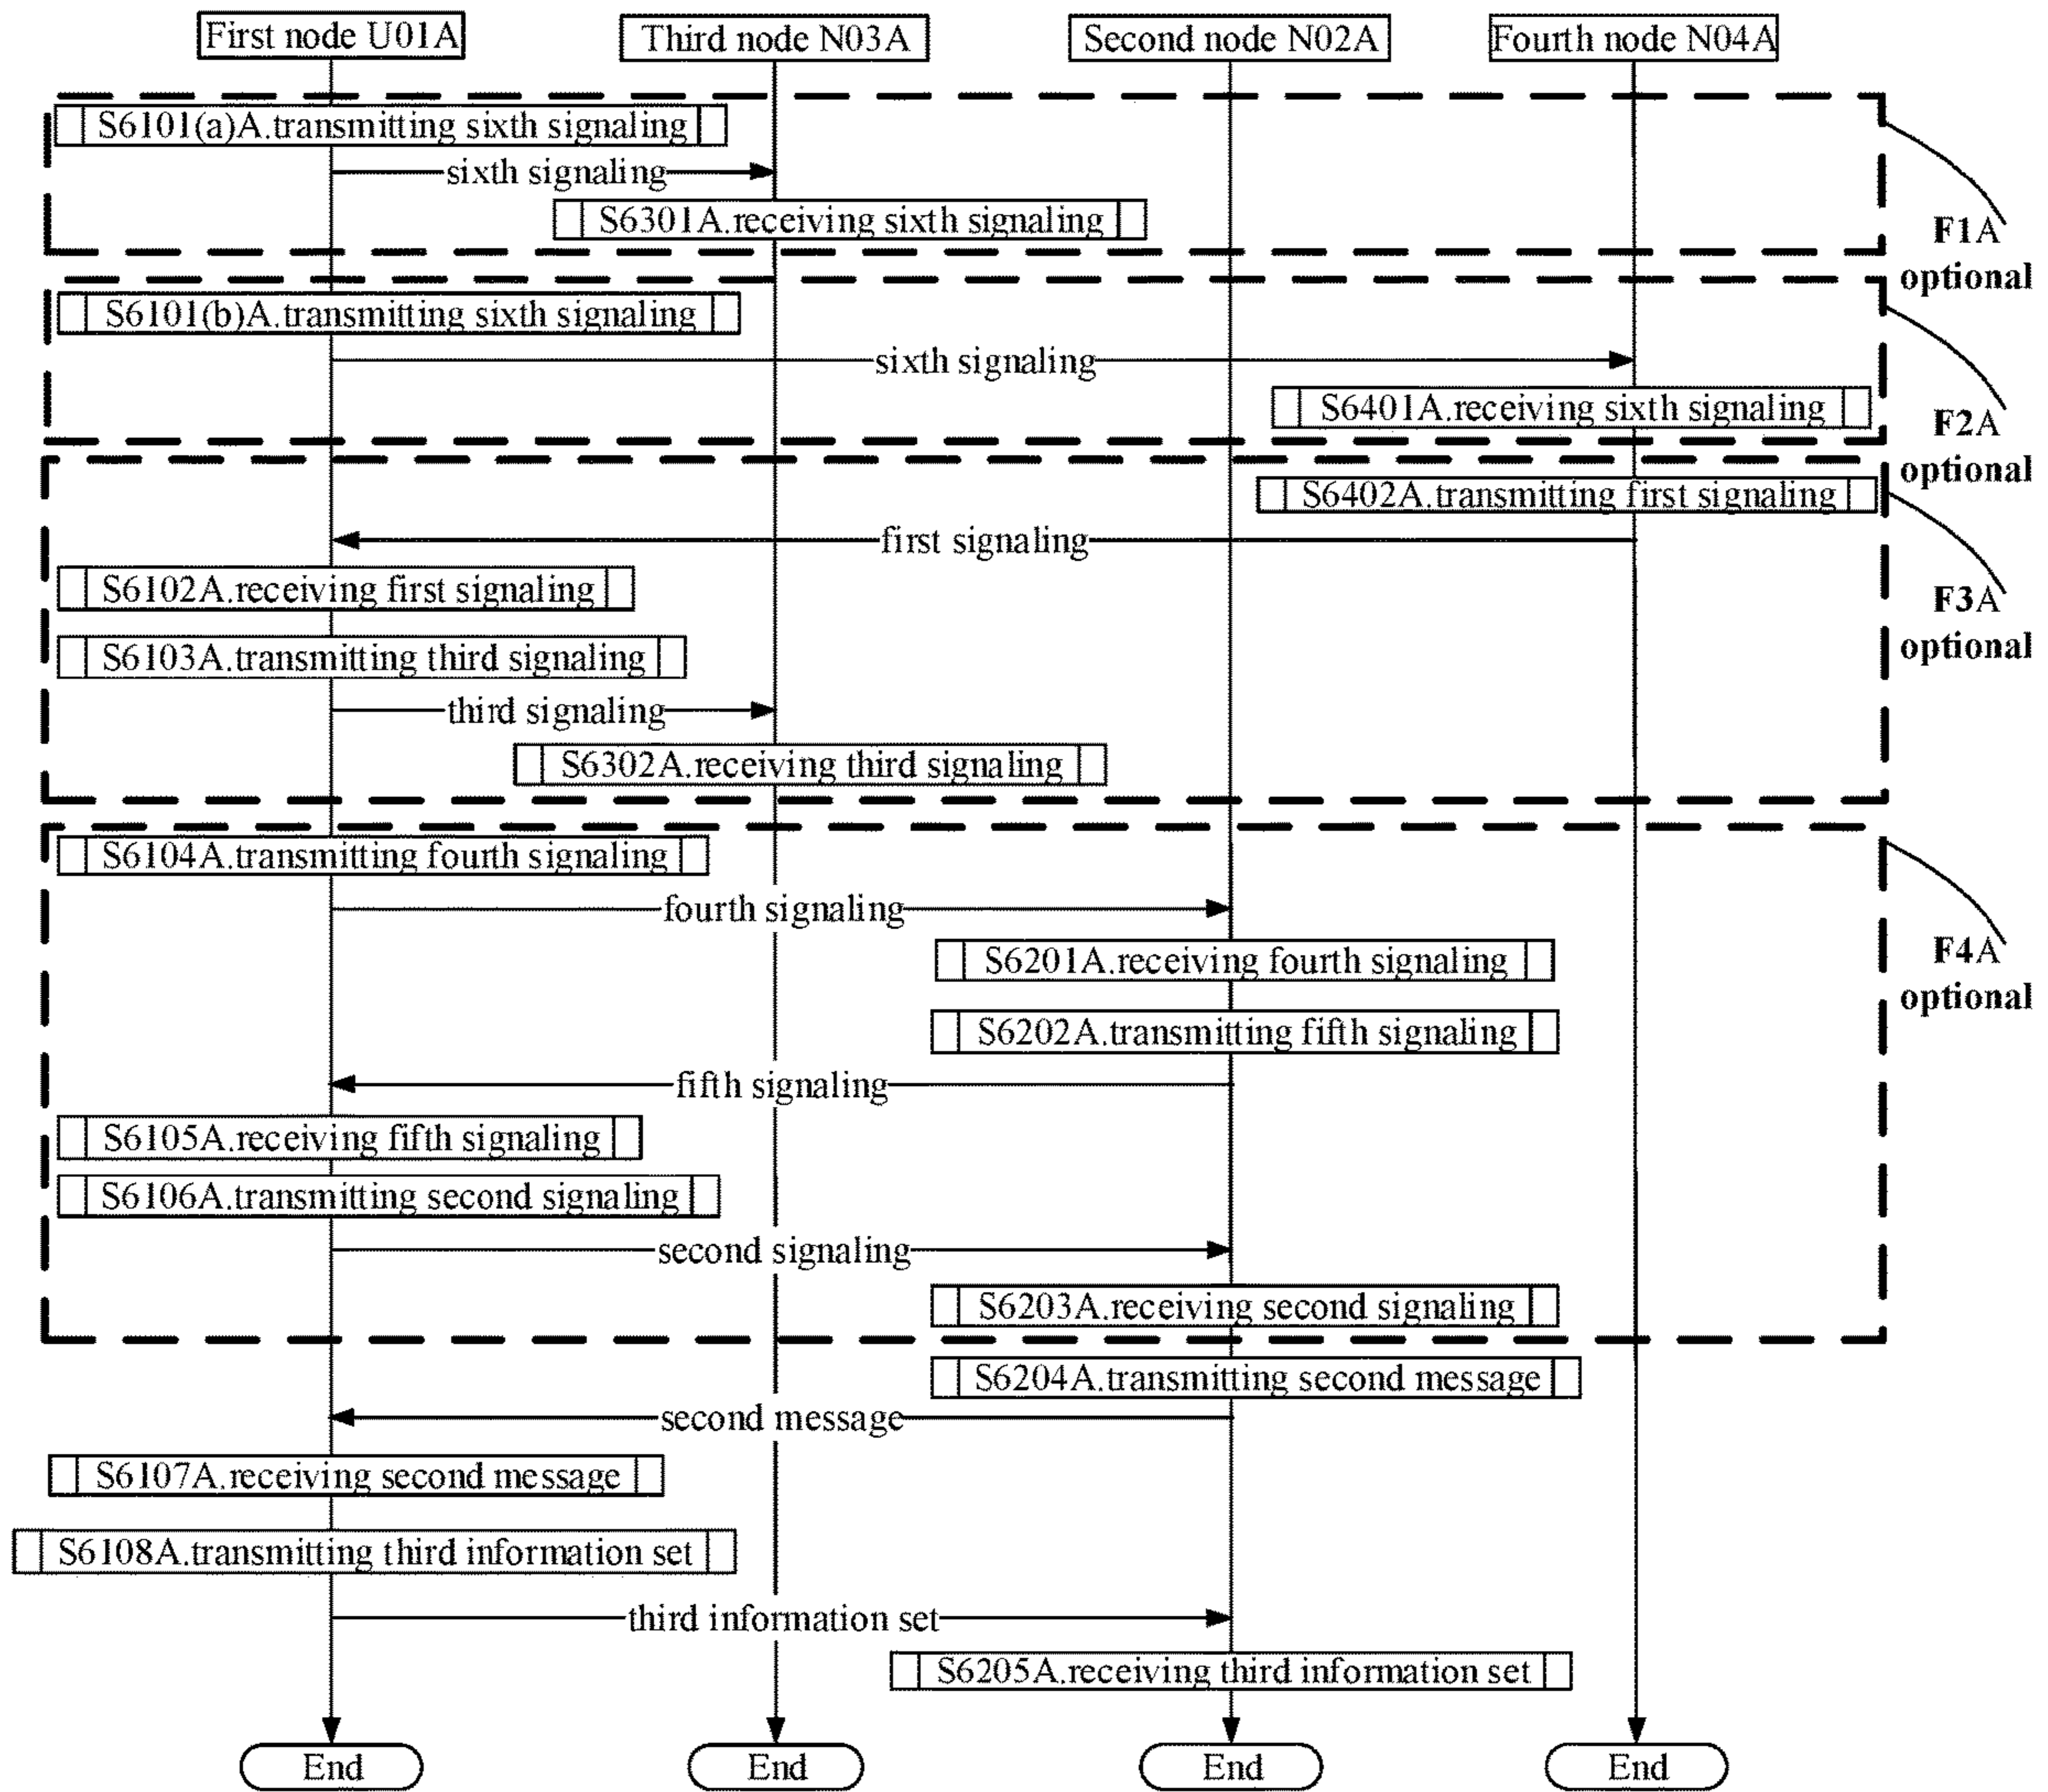 First node U01A
Third node N03A
Second node N02A
Fourth node N04A
S6101(a)A.transmitting sixth signaling
sixth signaling
S6301A.receiving sixth signaling
F1A
optional
S6101(b)A.transmitting sixth signaling
sixth signaling
S6401A.receiving sixth signaling
F2A
optional
S6402A.transmitting first signaling
first signaling
S6102A.receiving first signaling
F3A
optional
S6103A.transmitting third signaling
third signaling
S6302A.receiving third signaling
S6104A.transmitting fourth signaling
fourth signaling
S6201A.receiving fourth signaling
F4A
optional
S6202A.transmitting fifth signaling
fifth signaling
S6105A.receiving fifth signaling
S6106A.transmitting second signaling
second signaling
S6203A.receiving second signaling
S6204A.transmitting second message
second message
S6107A.receiving second message
S6108A.transmitting third information set
third information set
S6205A.receiving third information set
End
End
End
End